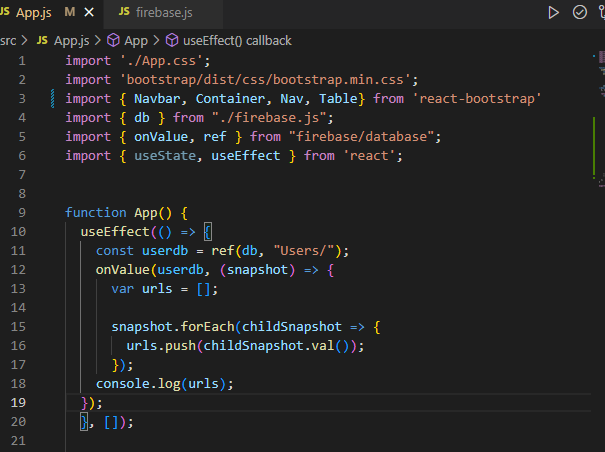 App.js M firebase.js
src > App.js > App > useEffect() callback
1 import './App.css';
2 import 'bootstrap/dist/css/bootstrap.min.css';
3 import { Navbar, Container, Nav, Table} from 'react-bootstrap'
4 import { db } from "./firebase.js";
5 import { onValue, ref } from "firebase/database";
6 import { useState, useEffect } from 'react';
7
8
9 function App() {
10 useEffect(() => {
11 const userdb = ref(db, "Users/");
12 onValue(userdb, (snapshot) => {
13 var urls = [];
14
15 snapshot.forEach(childSnapshot => {
16 urls.push(childSnapshot.val());
17 });
18 console.log(urls);
19 });
20 }, []);
21